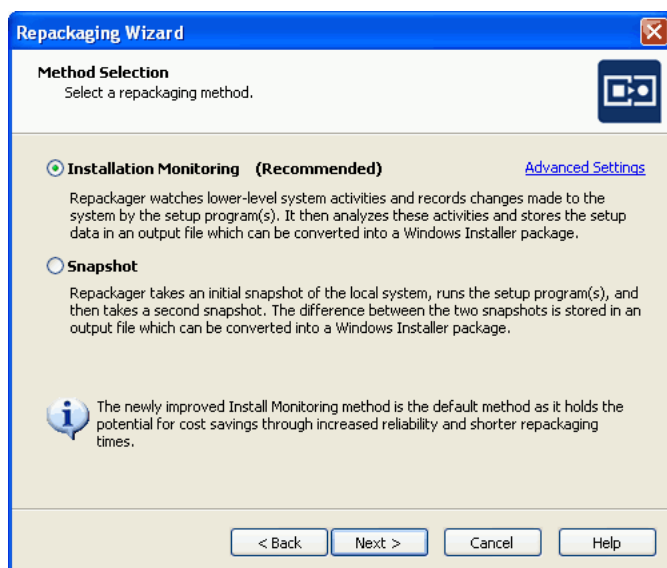 Repackaging Wizard
Method Selection
Select a repackaging method.
Installation Monitoring (Recommended) Advanced Settings
Repackager watches lower-level system activities and records changes made to the
system by the setup program(s). It then analyzes these activities and stores the setup
data in an output file which can be converted into a Windows Installer package.
Snapshot
Repackager takes an initial snapshot of the local system, runs the setup program(s), and
then takes a second snapshot. The difference between the two snapshots is stored in an
output file which can be converted into a Windows Installer package.
The newly improved Install Monitoring method is the default method as it holds the
potential for cost savings through increased reliability and shorter repackaging
times.
< Back Next > Cancel Help